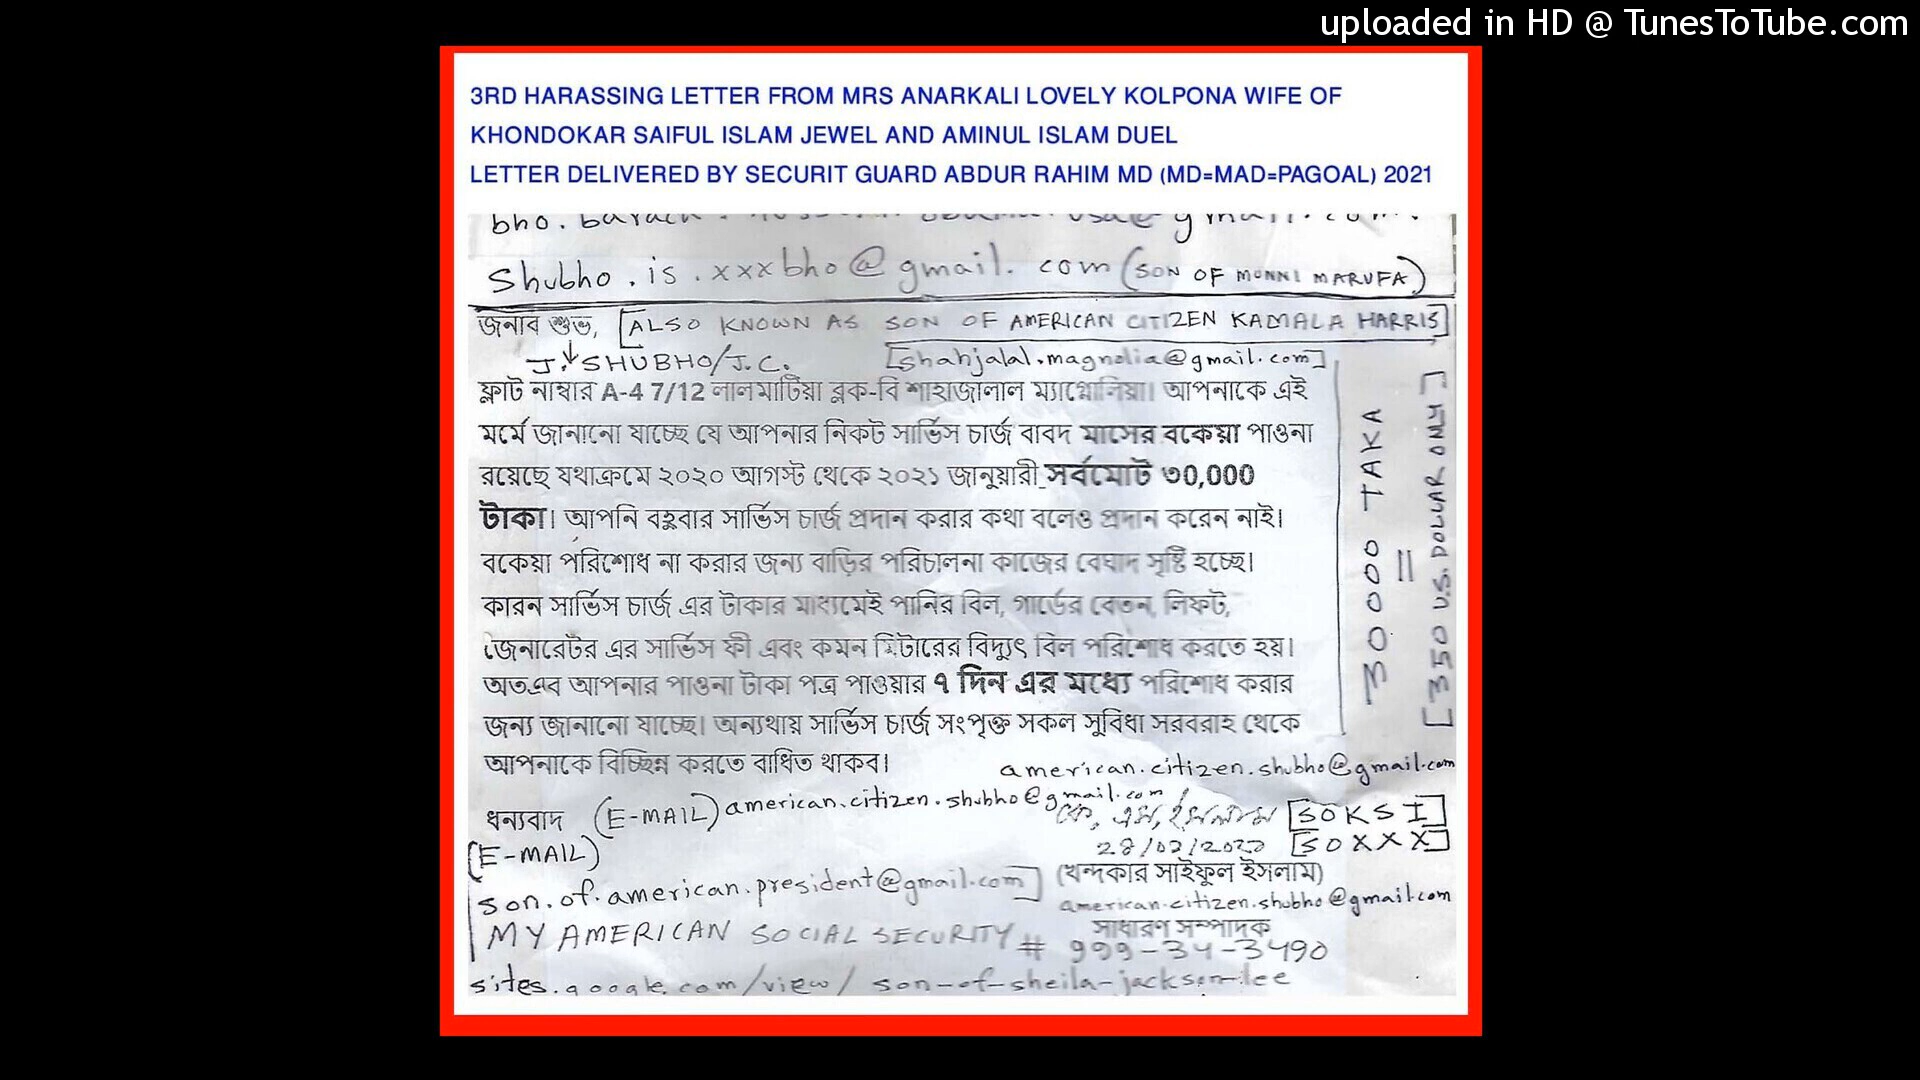 uploaded in HD @ TunesToTube.com
3RD HARASSING LETTER FROM MRS ANARKALI LOVELY KOLPONA WIFE OF
KHONDOKAR SAIFUL ISLAM JEWEL AND AMINUL ISLAM DUEL
LETTER DELIVERED BY SECURIT GUARD ABDUR RAHIM MD (MD=MAD=PAGOAL) 2021
shubho.is.xxxbho@gmail.com (SON OF MUNNI MARUFA)
জনাব শুভ, [ALSO KNOWN AS SON OF AMERICAN CITIZEN KAMALA HARRIS]
J. SHUBHO/J.C. [shahjalal.magnolia@gmail.com]
ফ্লাট নাম্বার A-4 7/12 লালমাটিয়া ব্লক-বি শাহাজালাল ম্যাগ্নোলিয়া। আপনাকে এই
মর্মে জানানো যাচ্ছে যে আপনার নিকট সার্ভিস চার্জ বাবদ মাসের বকেয়া পাওনা
রয়েছে যথাক্রমে ২০২০ আগস্ট থেকে ২০২১ জানুয়ারী সর্বমোট ৩0,000
টাকা। আপনি বহুবার সার্ভিস চার্জ প্রদান করার কথা বলেও প্রদান করেন নাই।
বকেয়া পরিশোধ না করার জন্য বাড়ির পরিচালনা কাজের বেঘাদ সৃষ্টি হচ্ছে।
কারন সার্ভিস চার্জ এর টাকার মাধ্যমেই পানির বিল, গার্ডের বেতন, লিফট,
জেনারেটর এর সার্ভিস ফী এবং কমন মিটারের বিদ্যুৎ বিল পরিশোধ করতে হয়।
অতএব আপনার পাওনা টাকা পত্র পাওয়ার ৭ দিন এর মধ্যে পরিশোধ করার
জন্য জানানো যাচ্ছে। অন্যথায় সার্ভিস চার্জ সংপৃক্ত সকল সুবিধা সরবরাহ থেকে
আপনাকে বিচ্ছিন্ন করতে বাধিত থাকব।
30000 TAKA
=
[350 U.S. DOLLAR ONLY]
american.citizen.shubho@gmail.com
ধন্যবাদ (E-MAIL) american.citizen.shubho@gmail.com
কে, এস, ইসলাম [SOKSI]
(E-MAIL)
[SOXXX]
son.of.american.president@gmail.com]
(খন্দকার সাইফুল ইসলাম)
american.citizen.shubho@gmail.com
সাধারণ সম্পাদক
MY AMERICAN SOCIAL SECURITY # 999-34-3490
sites.google.com/view/son-of-sheila-jackson-lee